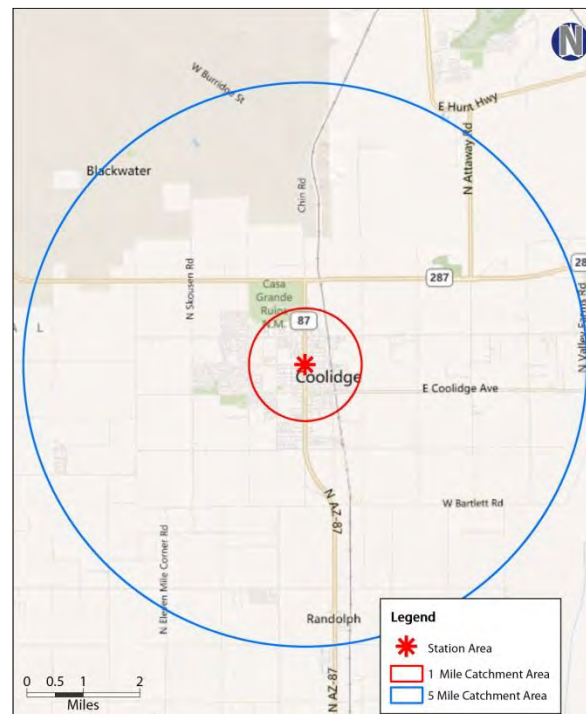 N
W Burridge St
E Hunt Hwy
N Attaway Rd
Blackwater
Chin Rd
287
28
N Skousen Rd
Casa
Grande
Ruins
N.M.
N Valley Farms Rd
A L
87
Coolidge
E Coolidge Ave
N AZ-87
W Bartlett Rd
N Eleven Mile Corner Rd
Randolph
N AZ-87
Legend
Station Area
1 Mile Catchment Area
5 Mile Catchment Area
0 0.5 1 2
Miles